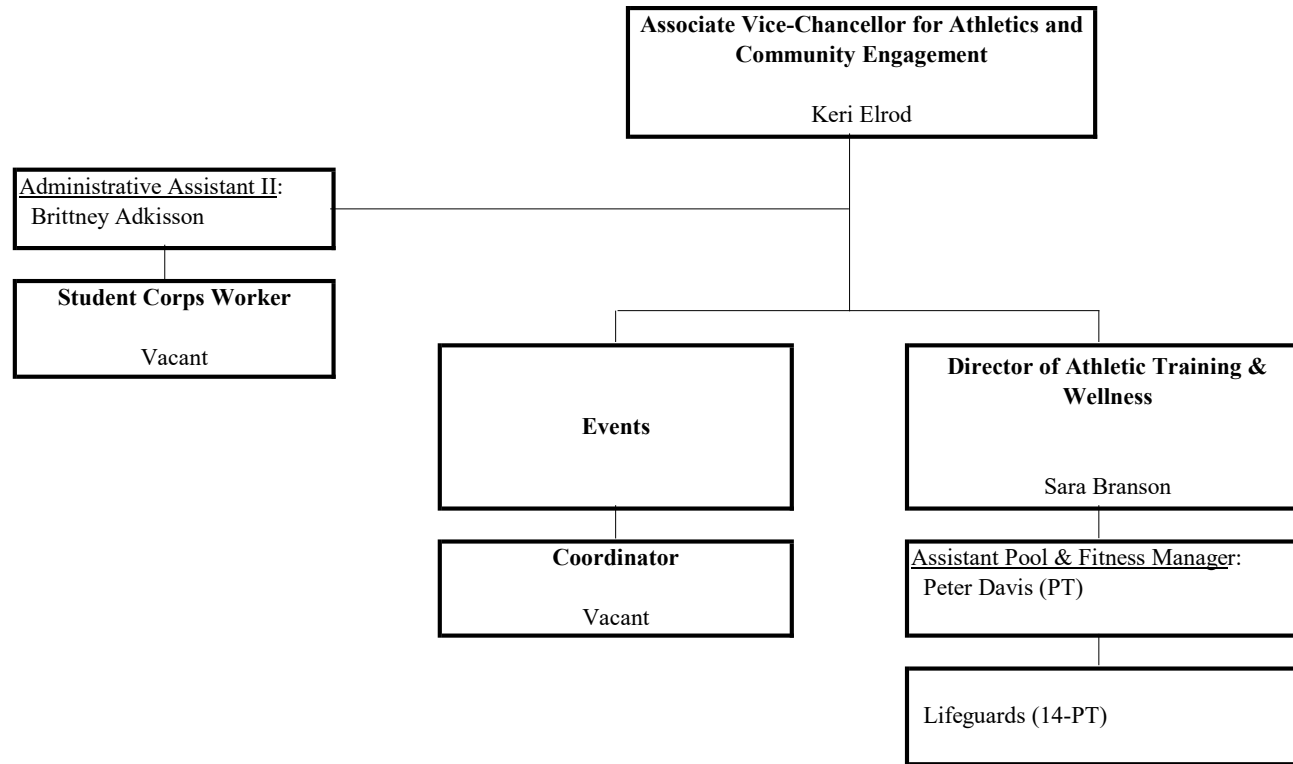 Associate Vice-Chancellor for Athletics and
Community Engagement
Keri Elrod
Administrative Assistant II:
Brittney Adkisson
Student Corps Worker
Vacant
Events
Director of Athletic Training &
Wellness
Sara Branson
Coordinator
Vacant
Assistant Pool & Fitness Manager:
Peter Davis (PT)
Lifeguards (14-PT)